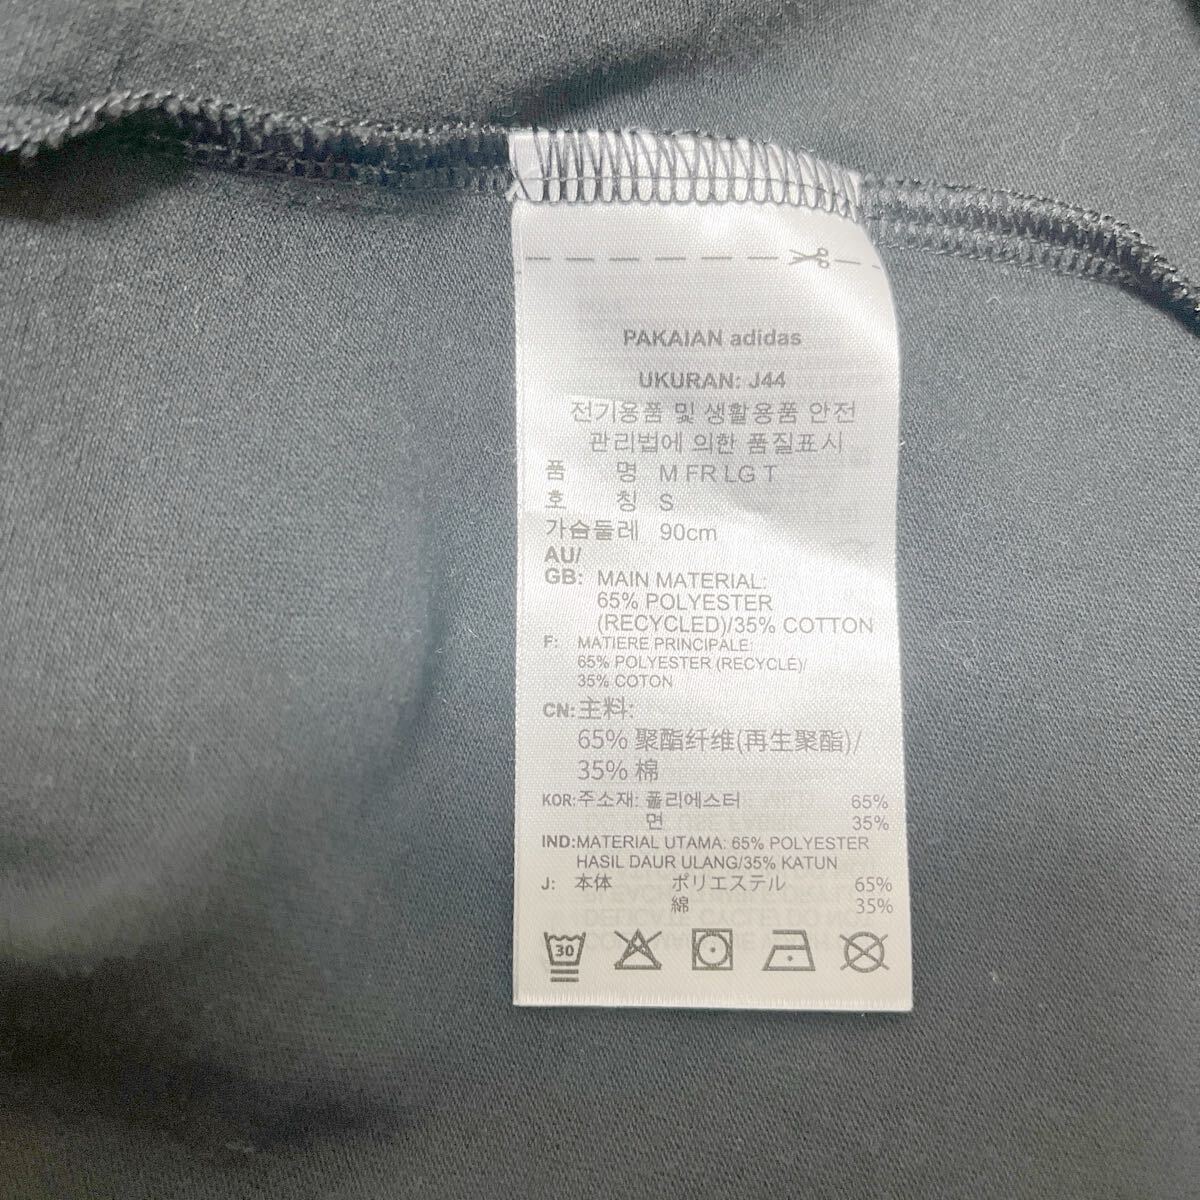 PAKAIAN adidas
UKURAN: J44
전기용품 및 생활용품 안전
관리법에 의한 품질표시
품 명 M FR LG T
호 칭 S
가슴둘레 90cm
AU/
GB: MAIN MATERIAL:
65% POLYESTER
(RECYCLED)/35% COTTON
F: MATIERE PRINCIPALE:
65% POLYESTER (RECYCLÉ)/
35% COTON
CN:主料:
65% 聚酯纤维(再生聚酯)/
35% 棉
KOR:주소재: 폴리에스터 65%
면 35%
IND:MATERIAL UTAMA: 65% POLYESTER
HASIL DAUR ULANG/35% KATUN
J: 本体 ポリエステル 65%
綿 35%
30